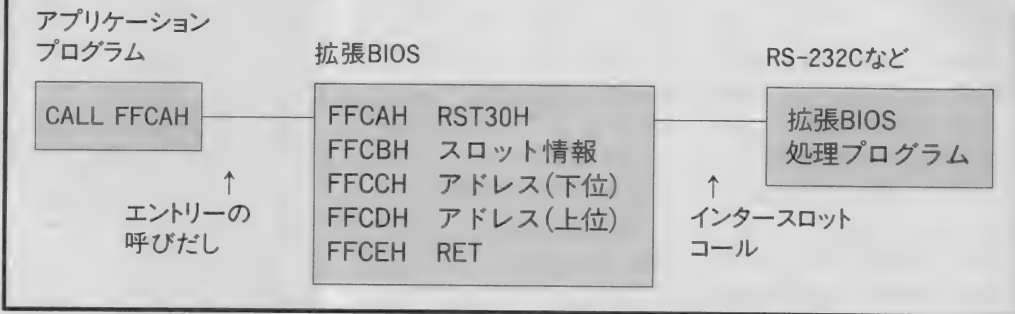 アプリケーション
プログラム
CALL FFCAH
↑
エントリーの
呼びだし
拡張BIOS
FFCAH RST30H
FFCBH スロット情報
FFCCH アドレス(下位)
FFCDH アドレス(上位)
FFCEH RET
RS-232Cなど
拡張BIOS
処理プログラム
↑
インタースロット
コール